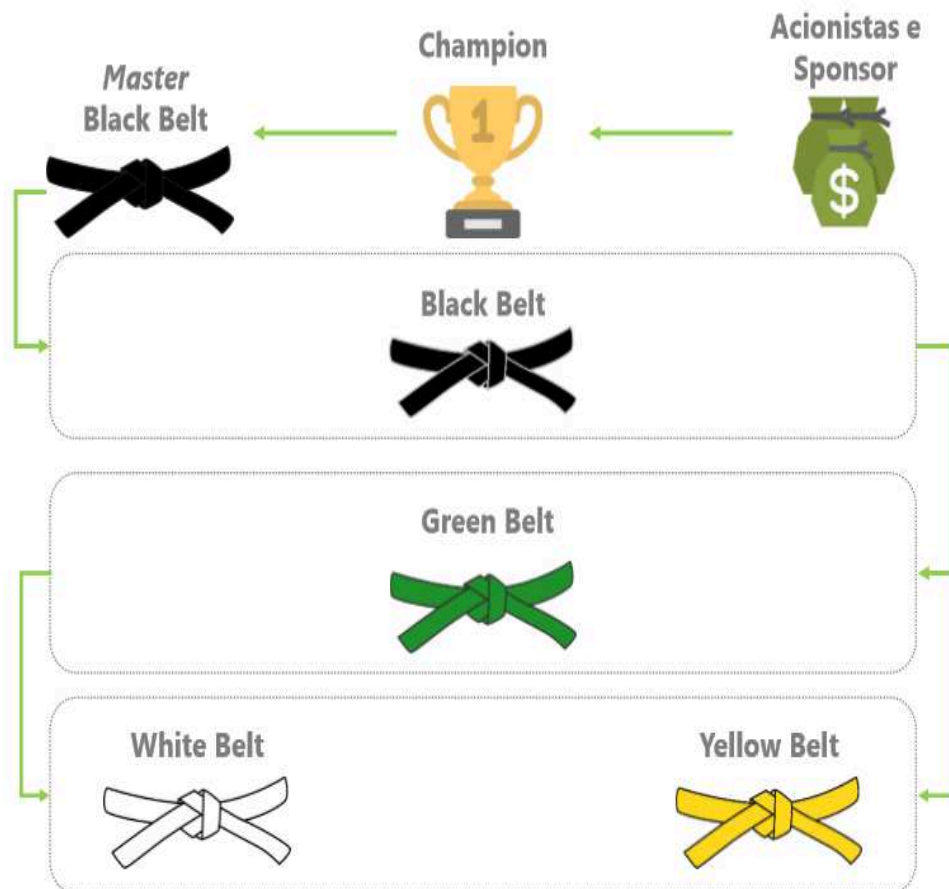 Master
Black Belt
Champion
1
Acionistas e
Sponsor
$
Black Belt
Green Belt
White Belt
Yellow Belt